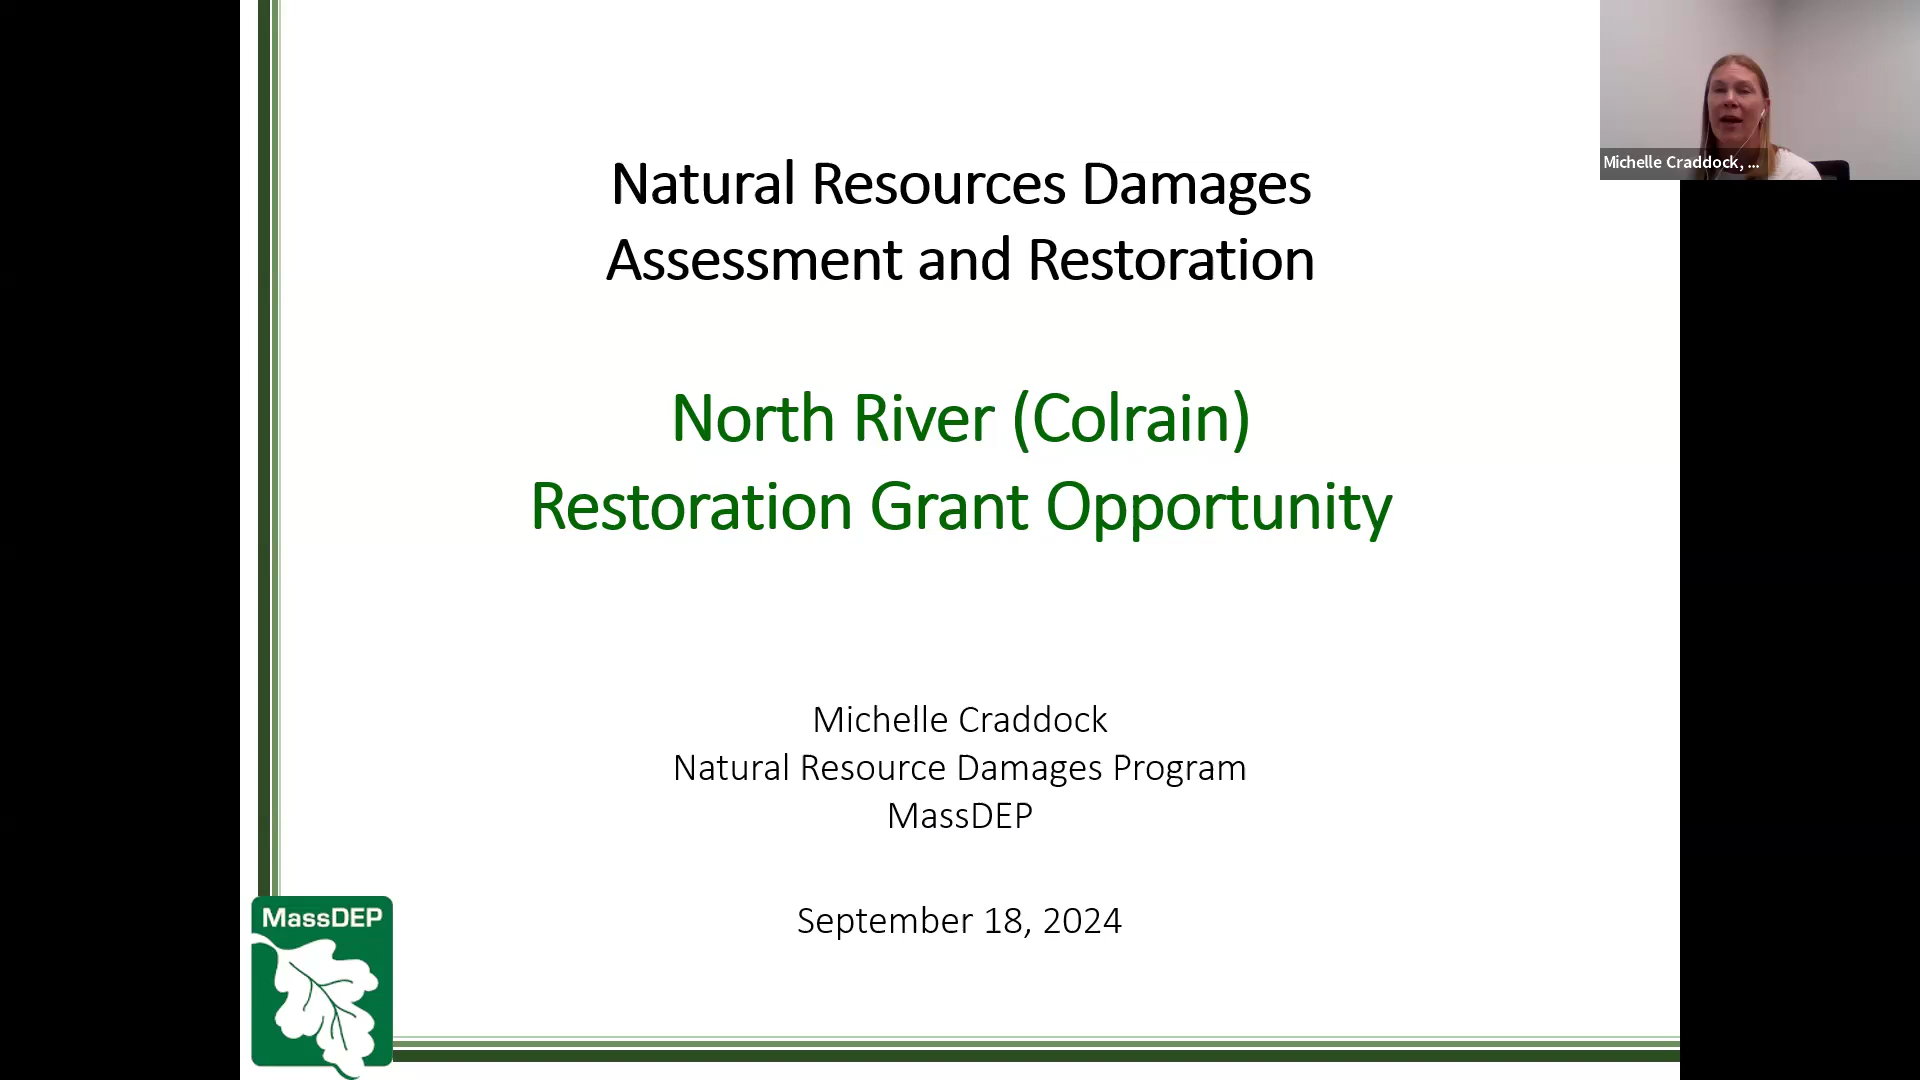 Natural Resources Damages
Assessment and Restoration
North River (Colrain)
Restoration Grant Opportunity
Michelle Craddock
Natural Resource Damages Program
MassDEP
September 18, 2024
MassDEP
Michelle Craddock, ...